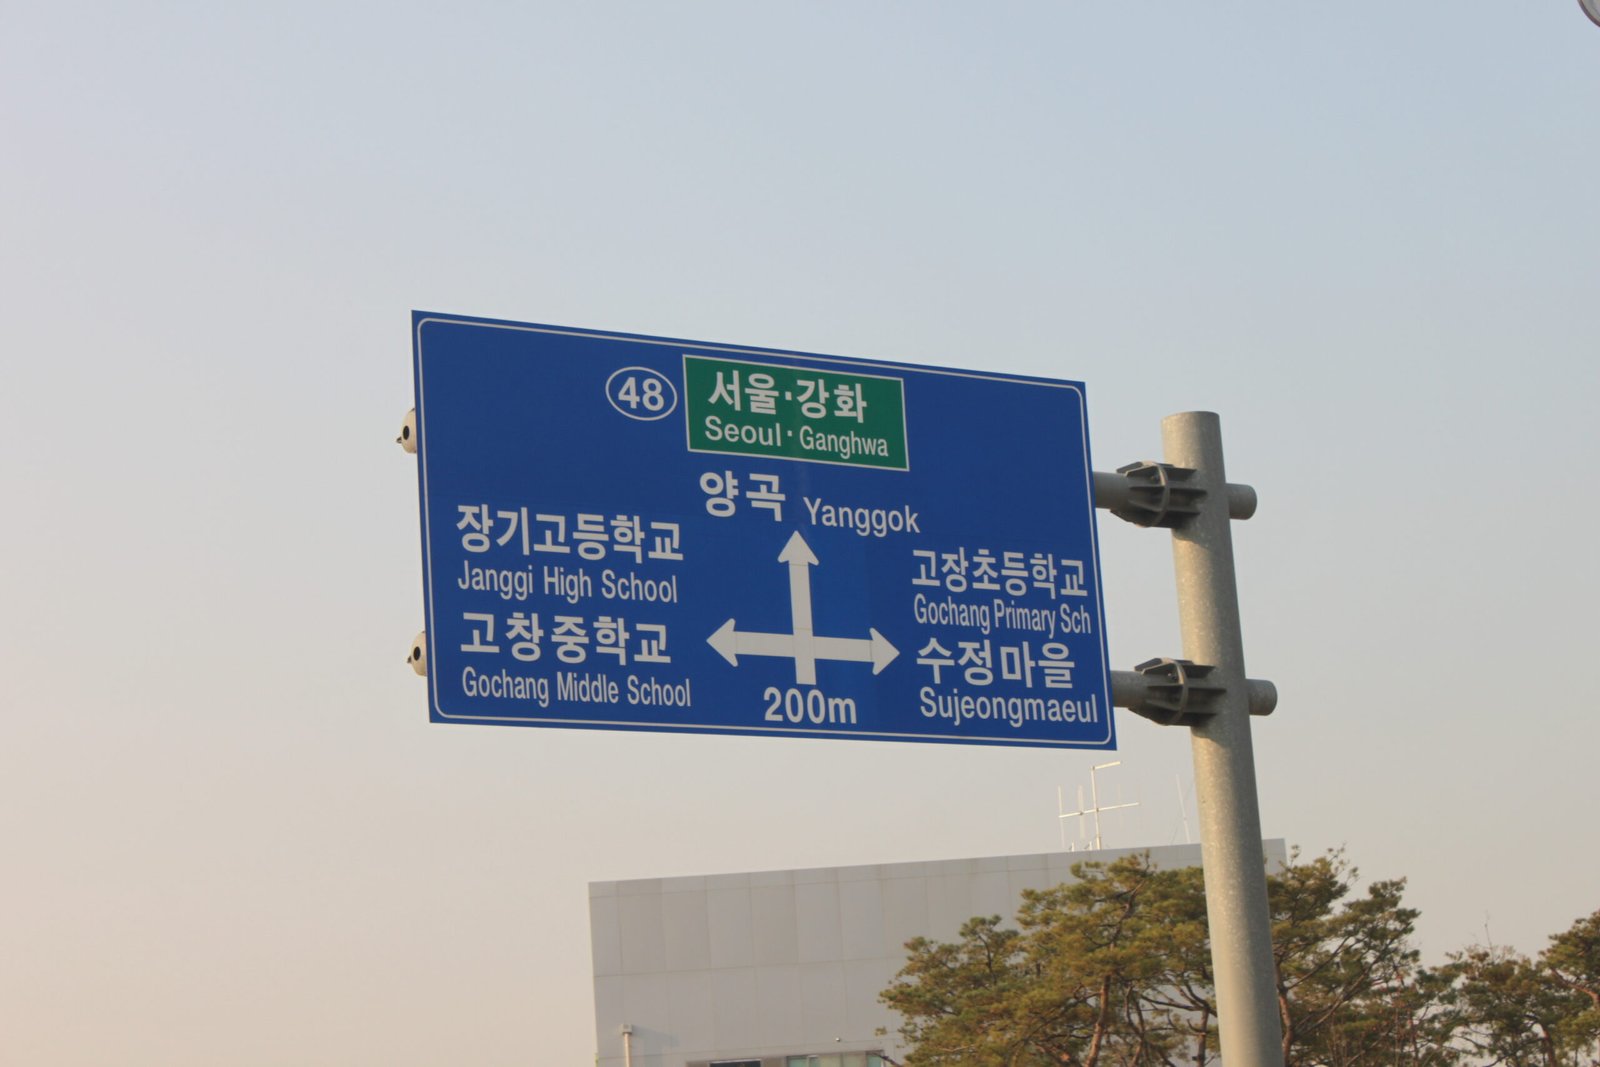 48
서울·강화
Seoul · Ganghwa
양곡 Yanggok
장기고등학교
Janggi High School
고창중학교
Gochang Middle School
고장초등학교
Gochang Primary Sch
수정마을
Sujeongmaeul
200m